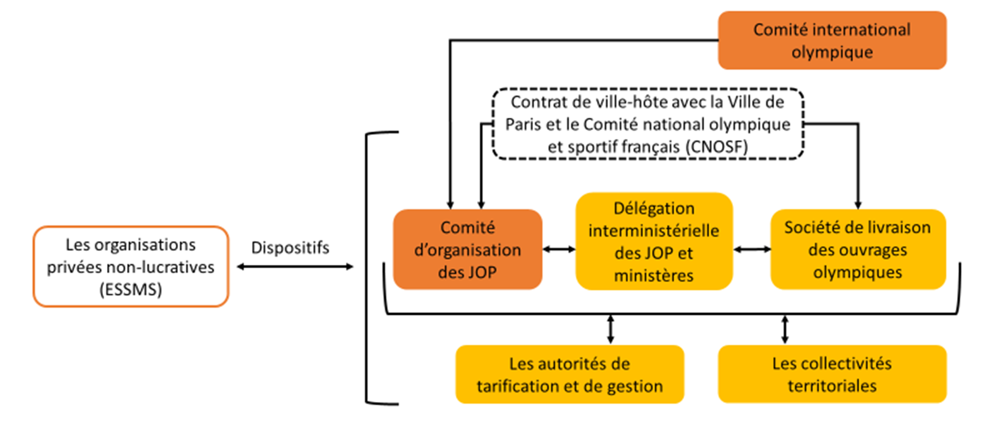 Comité international
olympique
Contrat de ville-hôte avec la Ville de
Paris et le Comité national olympique
et sportif français (CNOSF)
Les organisations
privées non-lucratives
(ESSMS)
Dispositifs
Comité
d’organisation
des JOP
Délégation
interministérielle
des JOP et
ministères
Société de livraison
des ouvrages
olympiques
Les autorités de
tarification et de gestion
Les collectivités
territoriales